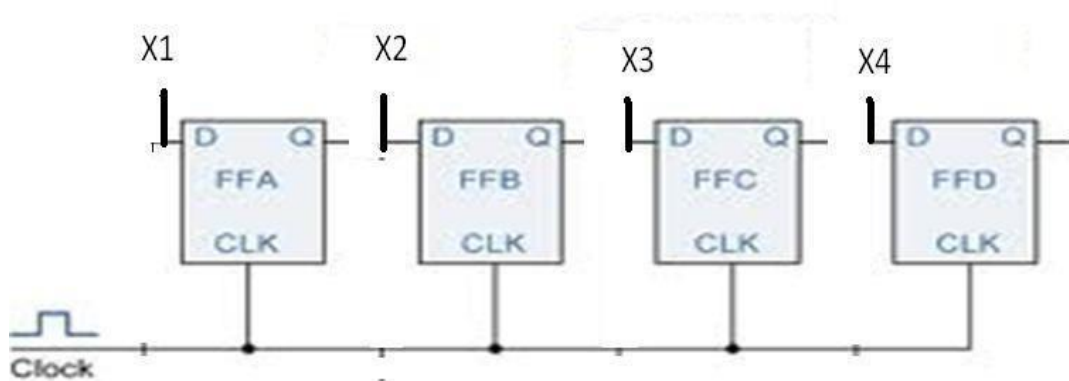 X1 X2 X3 X4
D Q D Q D Q D Q
FFA FFB FFC FFD
CLK CLK CLK CLK
Clock